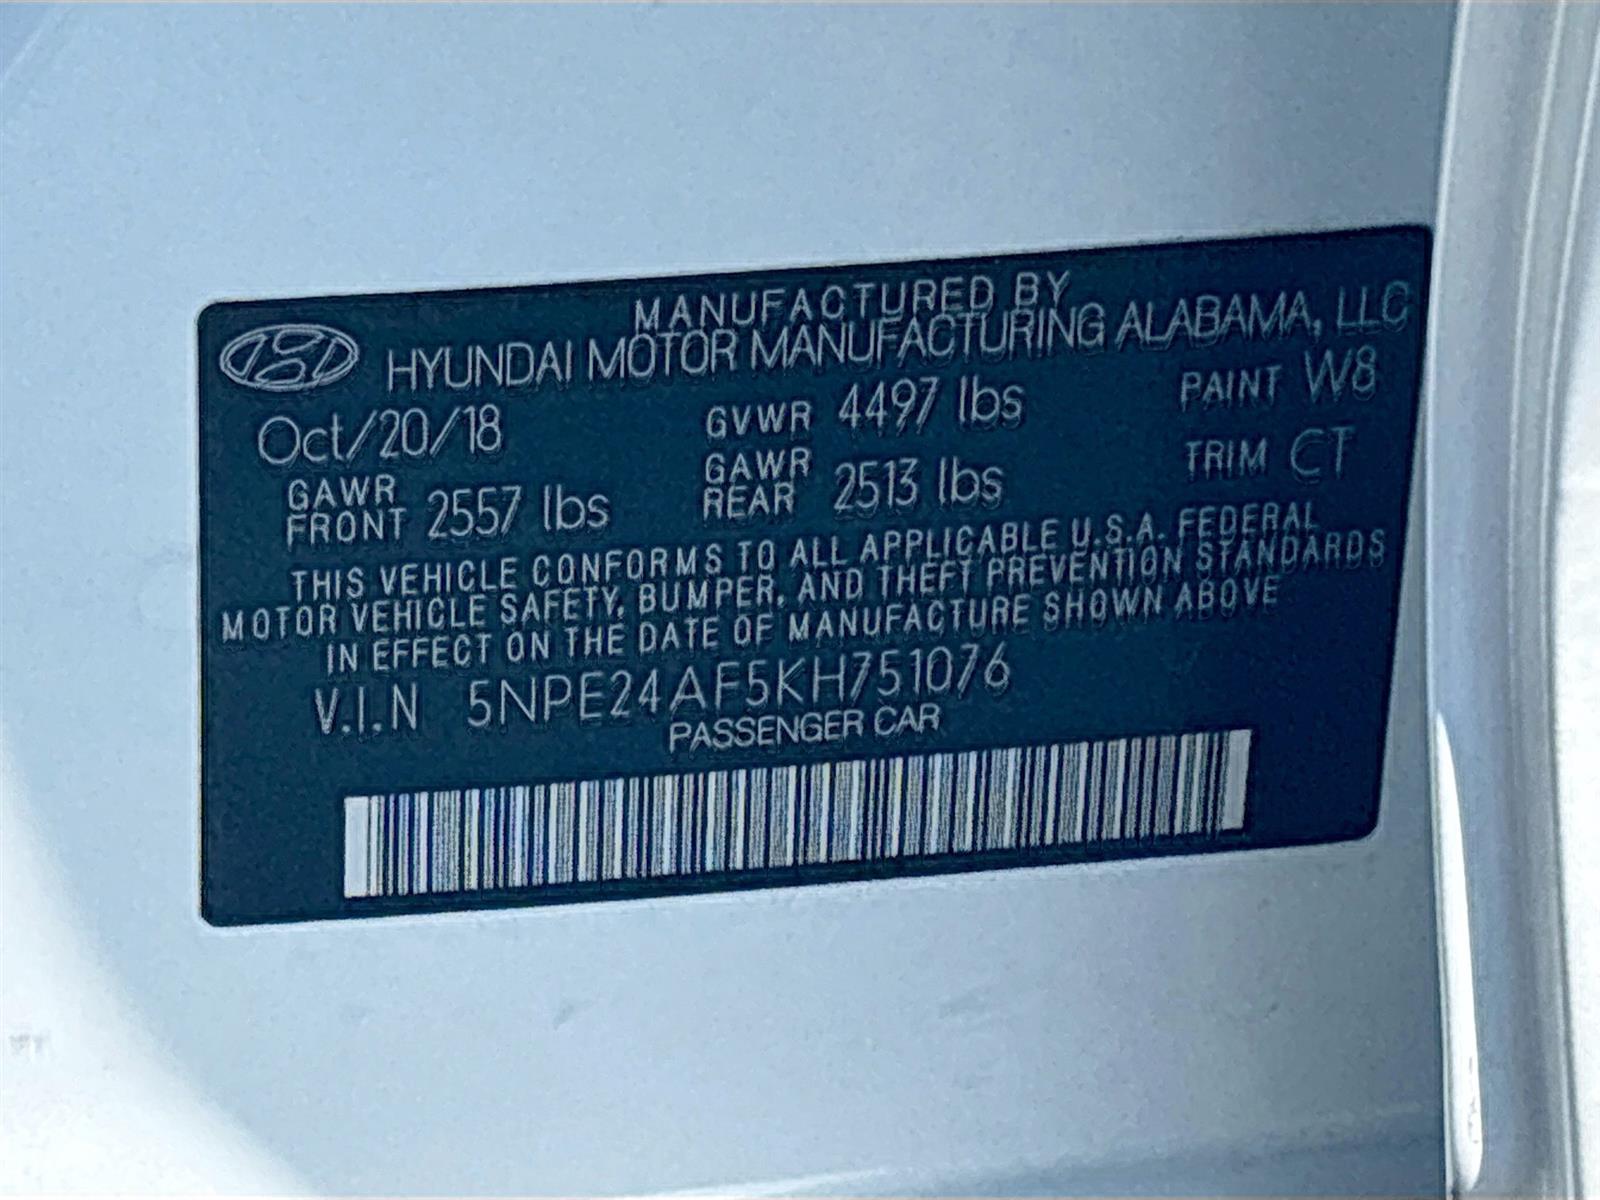 MANUFACTURED BY
HYUNDAI MOTOR MANUFACTURING ALABAMA, LLC
Oct/20/18 GVWR 4497 lbs PAINT W8
GAWR FRONT 2557 lbs GAWR REAR 2513 lbs TRIM CT
THIS VEHICLE CONFORMS TO ALL APPLICABLE U.S.A. FEDERAL
MOTOR VEHICLE SAFETY, BUMPER, AND THEFT PREVENTION STANDARDS
IN EFFECT ON THE DATE OF MANUFACTURE SHOWN ABOVE
V.I.N 5NPE24AF5KH751076
PASSENGER CAR